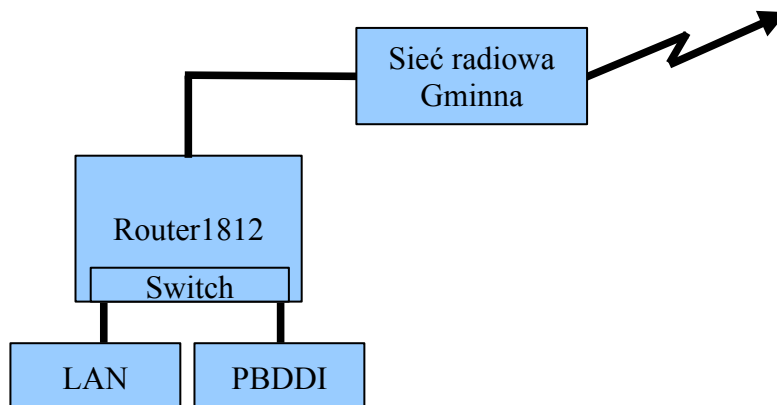 Sieć radiowa
Gminna
Router1812
Switch
LAN
PBDDI